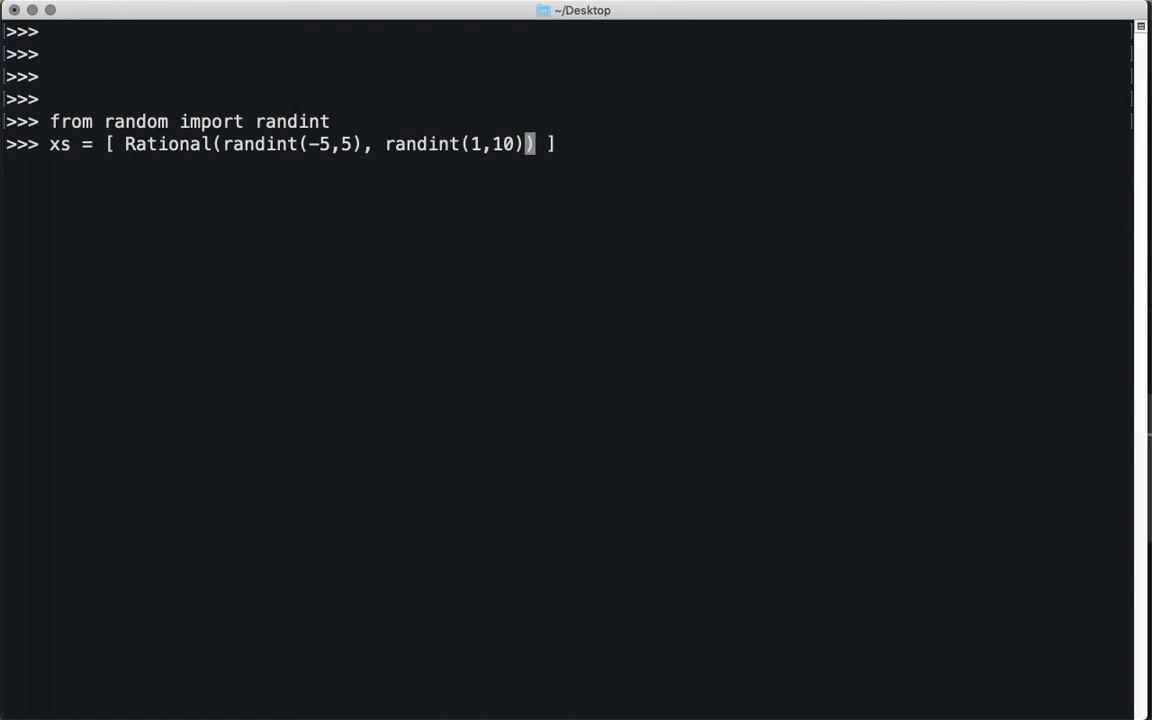 ~/Desktop
>>>
>>>
>>>
>>>
>>> from random import randint
>>> xs = [ Rational(randint(-5,5), randint(1,10)) ]